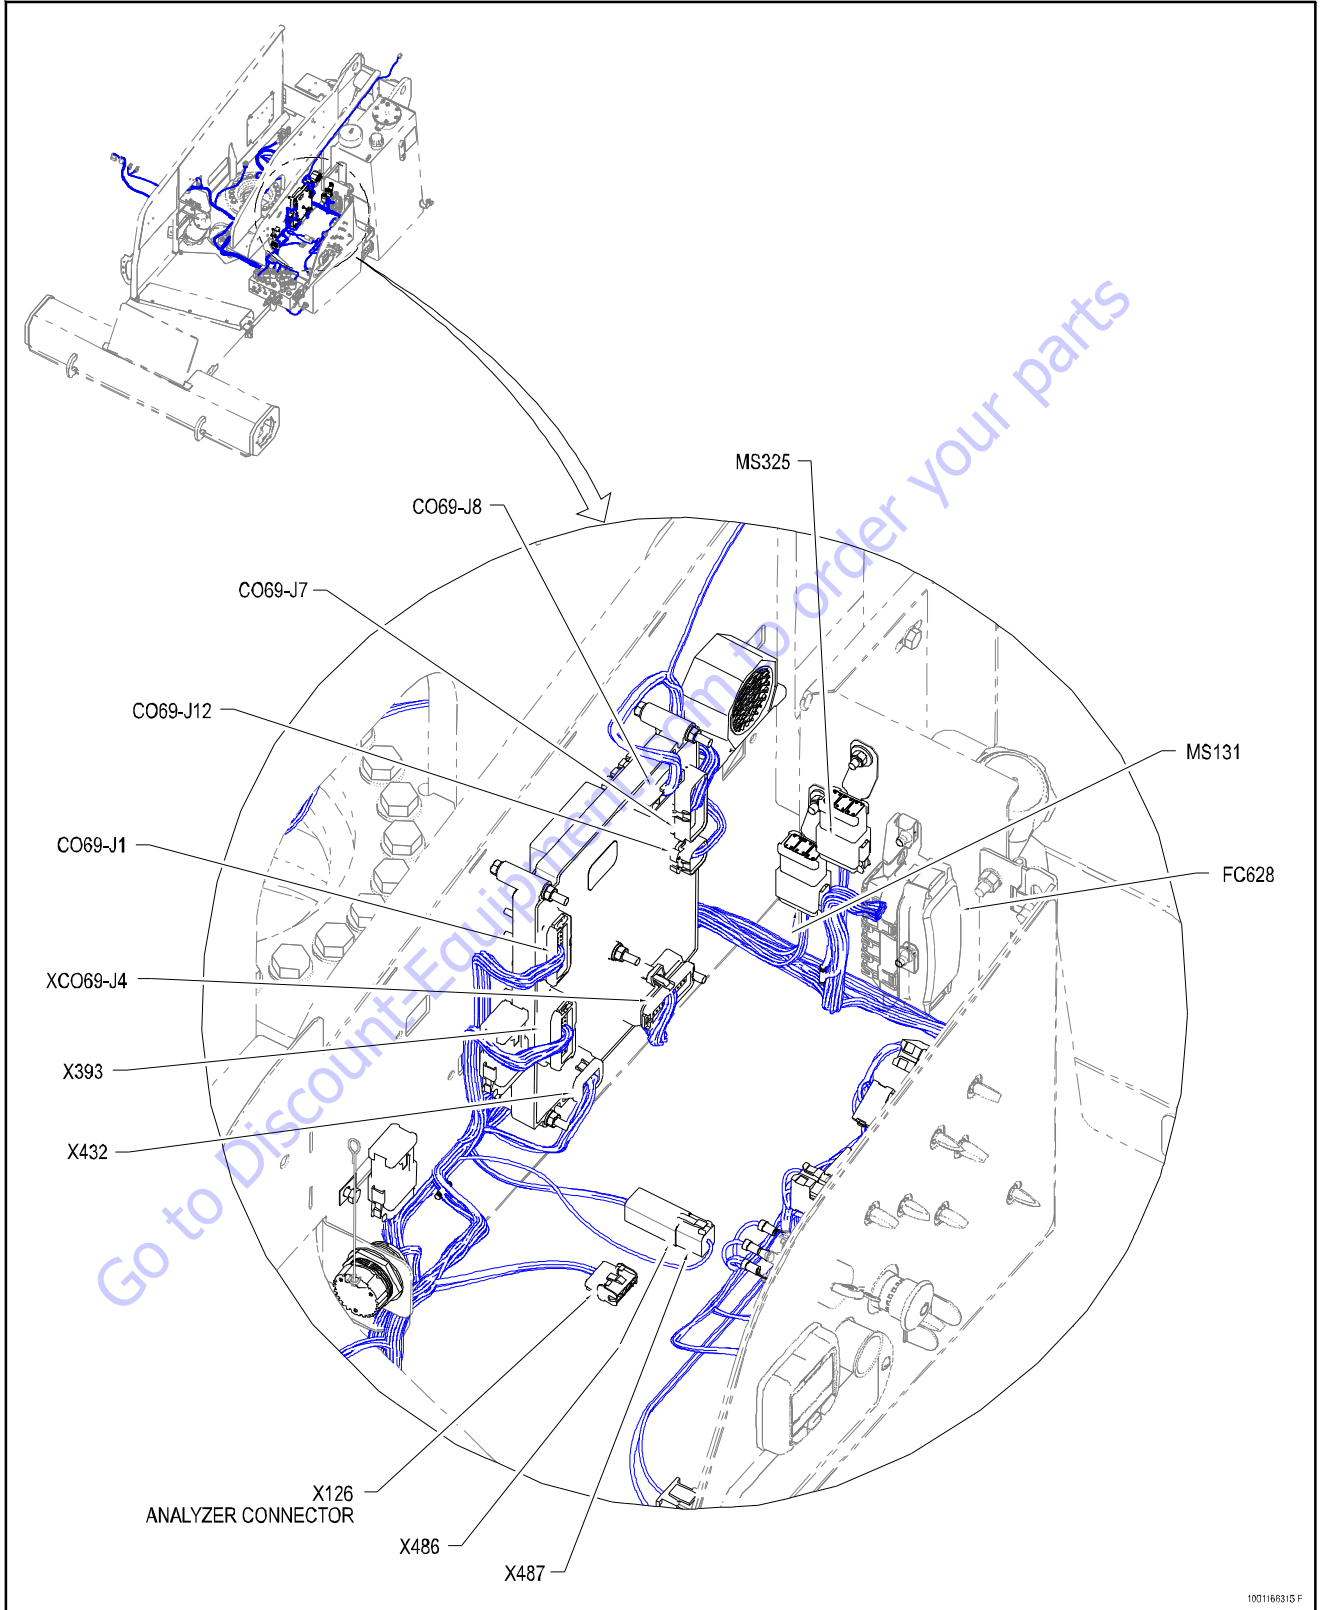 MS325
CO69-J8
CO69-J7
CO69-J12
MS131
CO69-J1
FC628
XCO69-J4
X393
X432
X126
ANALYZER CONNECTOR
X486
X487
Go to Discount-Equipment.com to order your parts
1001166315 F